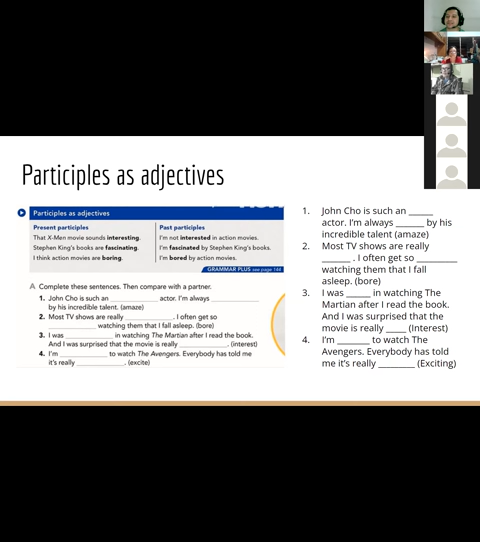 Participles as adjectives
Participles as adjectives
Present participles
That X-Men movie sounds interesting.
Stephen King's books are fascinating.
I think action movies are boring.
Past participles
I'm not interested in action movies.
I'm fascinated by Stephen King's books.
I'm bored by action movies.
GRAMMAR PLUS see page 144
A Complete these sentences. Then compare with a partner.
1. John Cho is such an ____________ actor. I'm always ____________
by his incredible talent. (amaze)
2. Most TV shows are really ____________. I often get so
____________ watching them that I fall asleep. (bore)
3. I was ____________ in watching The Martian after I read the book.
And I was surprised that the movie is really ____________. (interest)
4. I'm ____________ to watch The Avengers. Everybody has told me
it's really ____________. (excite)
1. John Cho is such an _____
actor. I'm always ______ by his
incredible talent (amaze)
2. Most TV shows are really
______ . I often get so ________
watching them that I fall
asleep. (bore)
3. I was _____ in watching The
Martian after I read the book.
And I was surprised that the
movie is really ____ (Interest)
4. I'm _______ to watch The
Avengers. Everybody has told
me it's really ________ (Exciting)